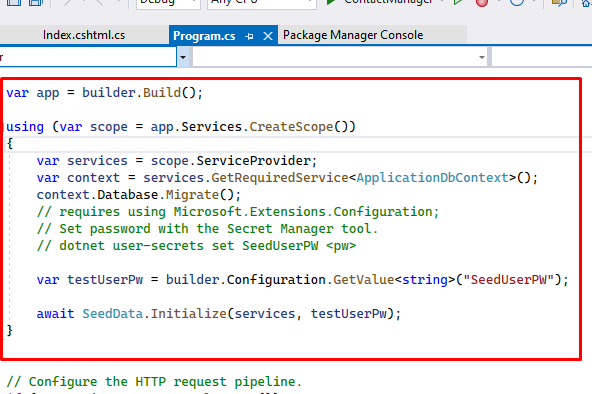 Debug Any CPU ContactManager
Index.cshtml.cs Program.cs Package Manager Console
var app = builder.Build();
using (var scope = app.Services.CreateScope())
{
var services = scope.ServiceProvider;
var context = services.GetRequiredService<ApplicationDbContext>();
context.Database.Migrate();
// requires using Microsoft.Extensions.Configuration;
// Set password with the Secret Manager tool.
// dotnet user-secrets set SeedUserPW <pw>
var testUserPw = builder.Configuration.GetValue<string>("SeedUserPW");
await SeedData.Initialize(services, testUserPw);
}
// Configure the HTTP request pipeline.